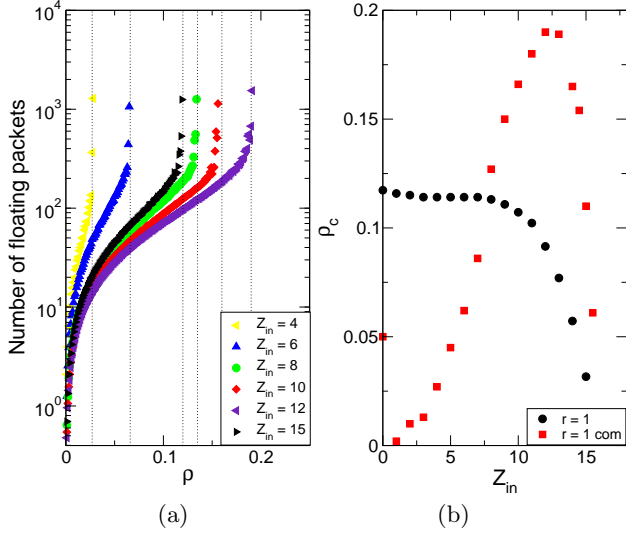 10^4
10^3
10^2
10^1
10^0
Number of floating packets
0
0.1
0.2
ρ
Z_in = 4
Z_in = 6
Z_in = 8
Z_in = 10
Z_in = 12
Z_in = 15
(a)
0.2
0.15
0.1
0.05
0
ρ_c
0
5
10
15
Z_in
r = 1
r = 1 com
(b)